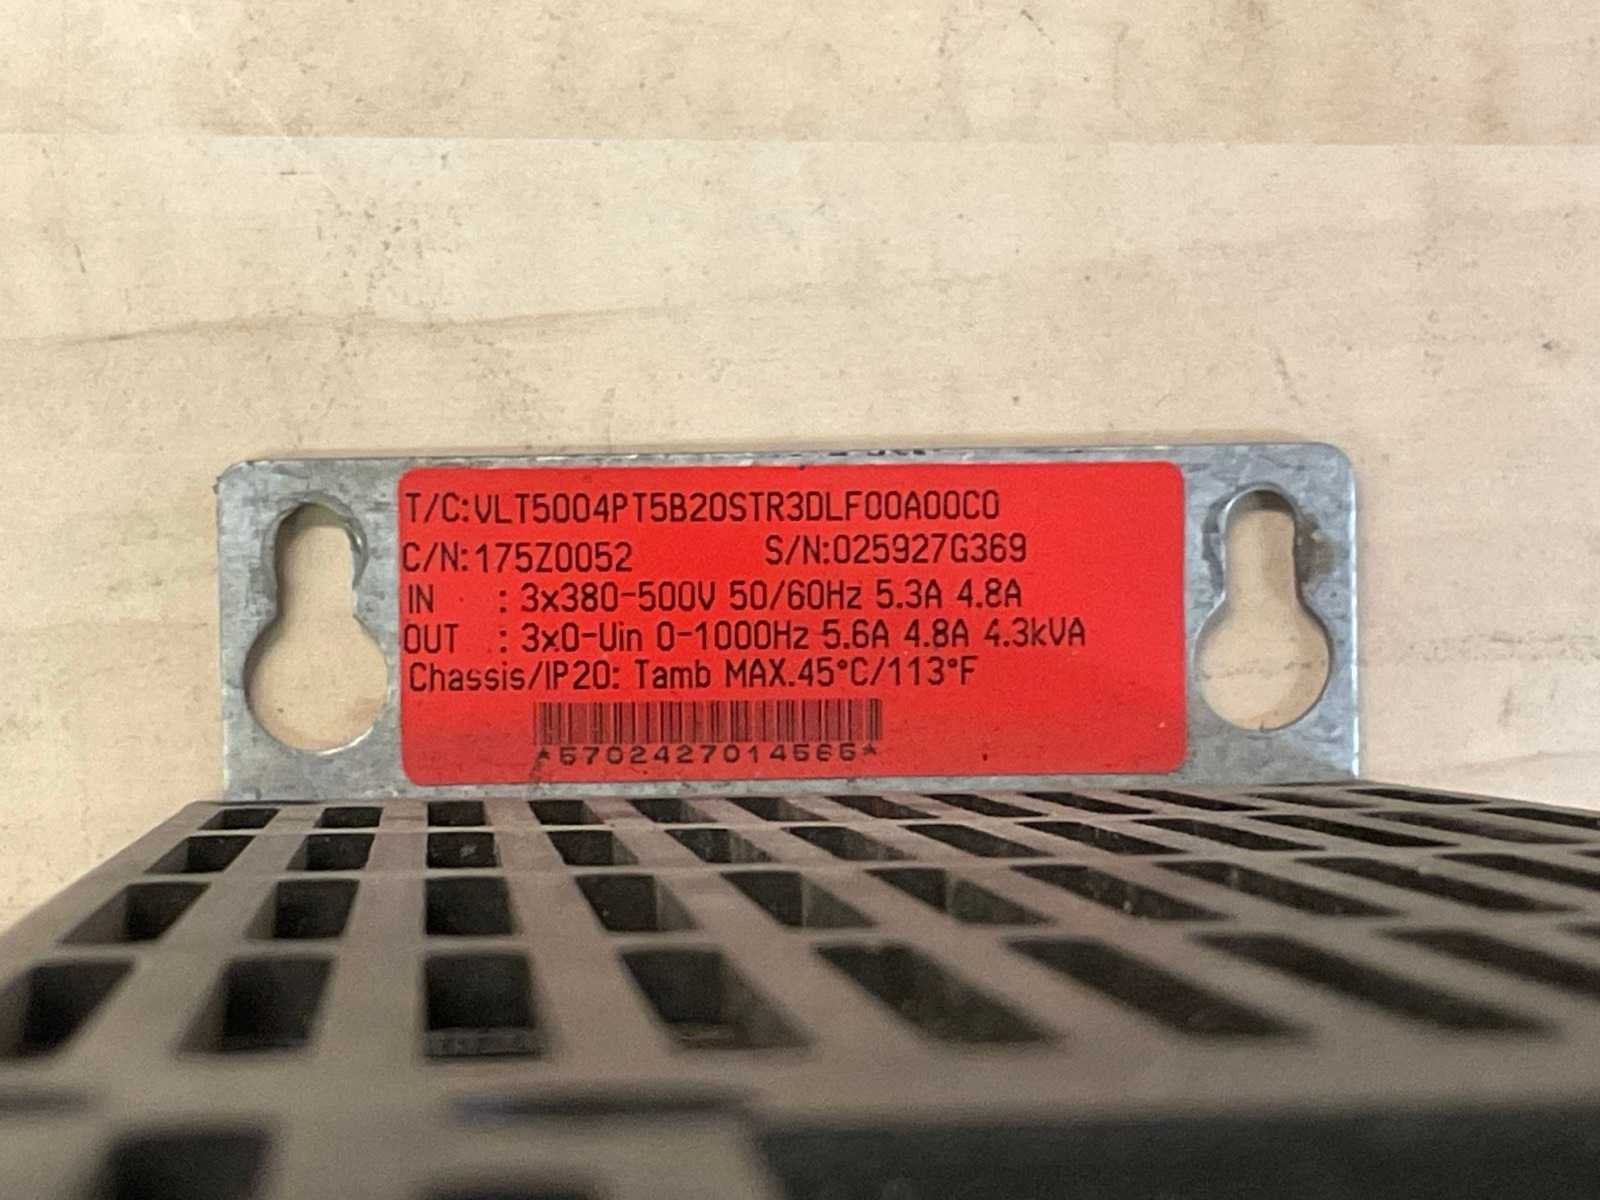 T/C:VLT5004PT5B20STR3DLF00A00C0
C/N:175Z0052 S/N:025927G369
IN : 3x380-500V 50/60Hz 5.3A 4.8A
OUT : 3x0-Uin 0-1000Hz 5.6A 4.8A 4.3kVA
Chassis/IP20: Tamb MAX.45°C/113°F
*5702427014565*